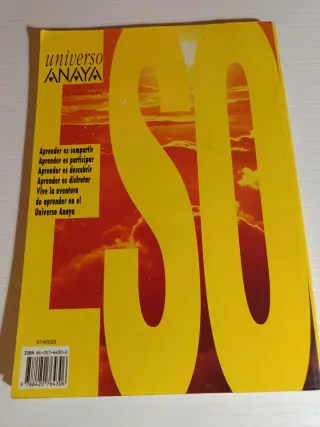 universo
ANAYA
ESO
Aprender es compartir
Aprender es participar
Aprender es descubrir
Aprender es disfrutar
Vive la aventura
de aprender en el
Universo Anaya
8140028